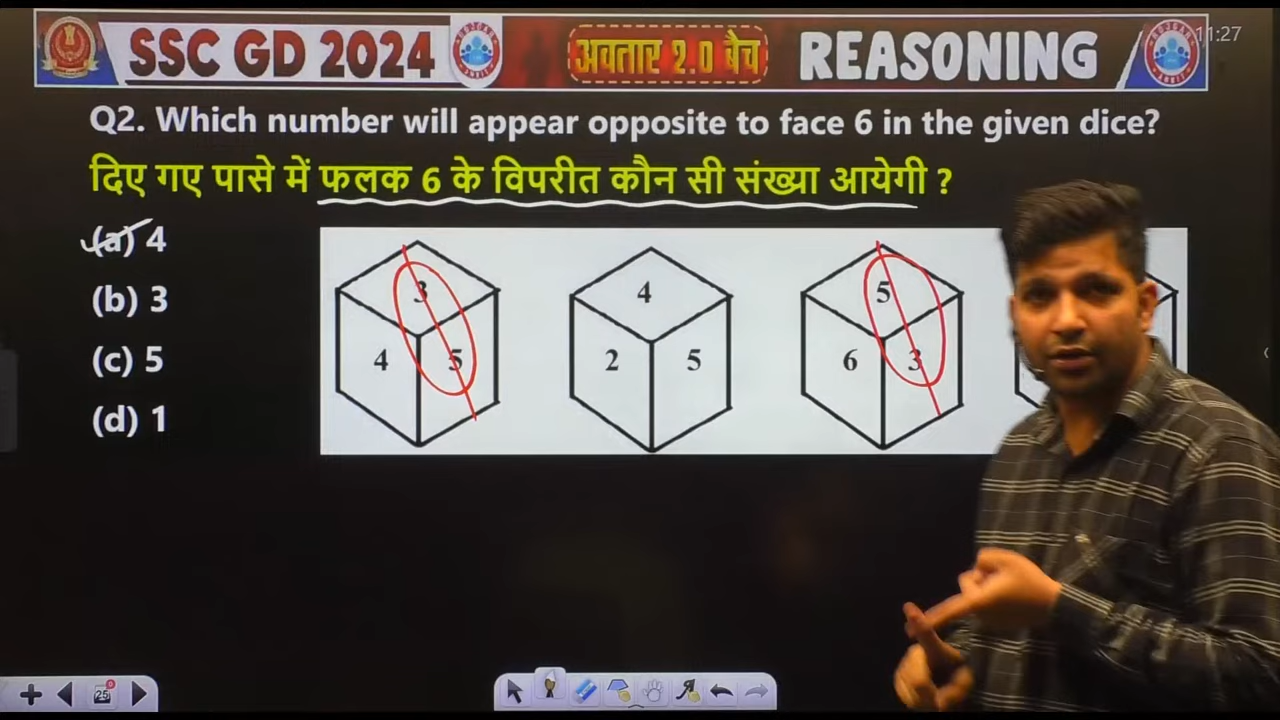 SSC GD 2024 अवतार 2.0 बैच REASONING
11:27
Q2. Which number will appear opposite to face 6 in the given dice?
दिए गए पासे में फलक 6 के विपरीत कौन सी संख्या आयेगी ?
(a) 4
(b) 3
(c) 5
(d) 1
3
4 5
4
2 5
5
6 3
25